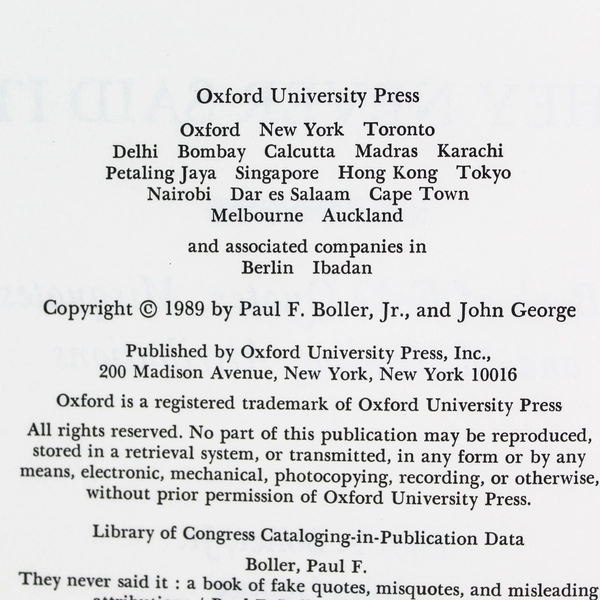 Oxford University Press
Oxford New York Toronto
Delhi Bombay Calcutta Madras Karachi
Petaling Jaya Singapore Hong Kong Tokyo
Nairobi Dar es Salaam Cape Town
Melbourne Auckland
and associated companies in
Berlin Ibadan
Copyright © 1989 by Paul F. Boller, Jr., and John George
Published by Oxford University Press, Inc.,
200 Madison Avenue, New York, New York 10016
Oxford is a registered trademark of Oxford University Press
All rights reserved. No part of this publication may be reproduced,
stored in a retrieval system, or transmitted, in any form or by any
means, electronic, mechanical, photocopying, recording, or otherwise,
without prior permission of Oxford University Press.
Library of Congress Cataloging-in-Publication Data
Boller, Paul F.
They never said it : a book of fake quotes, misquotes, and misleading